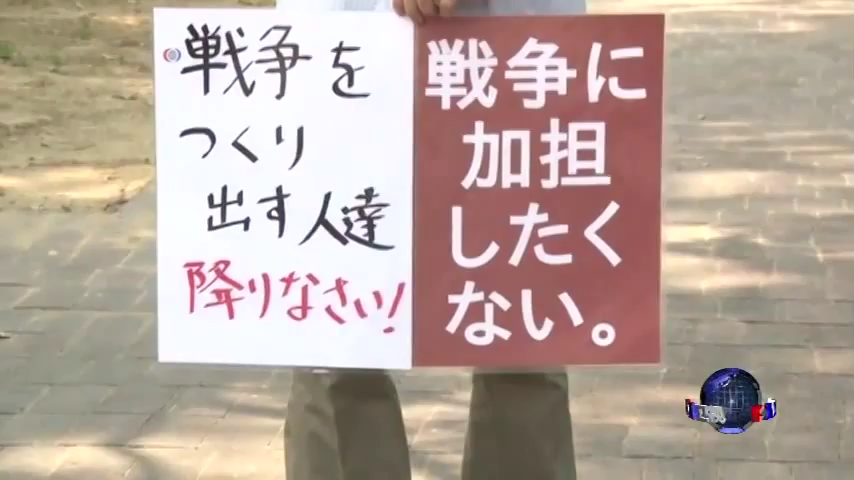 戦争を
つくり
出す人達
降りなさい!
戦争に
加担
したく
ない。